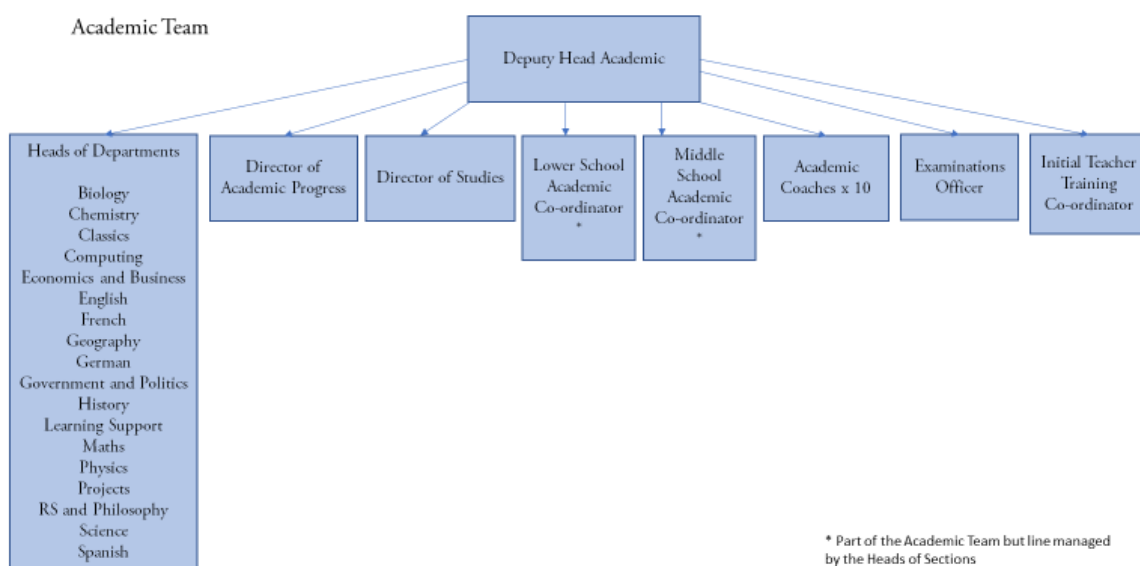 Academic Team
Deputy Head Academic
Heads of Departments
Biology
Chemistry
Classics
Computing
Economics and Business
English
French
Geography
German
Government and Politics
History
Learning Support
Maths
Physics
Projects
RS and Philosophy
Science
Spanish
Director of
Academic Progress
Director of Studies
Lower School
Academic
Co-ordinator
*
Middle
School
Academic
Co-ordinator
*
Academic
Coaches x 10
Examinations
Officer
Initial Teacher
Training
Co-ordinator
* Part of the Academic Team but line managed
by the Heads of Sections